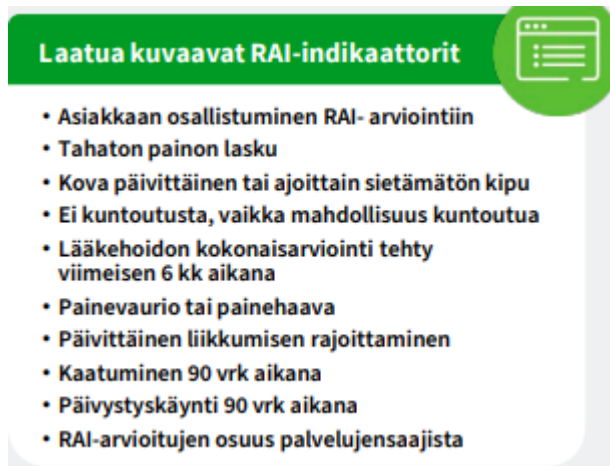 Laatua kuvaavat RAI-indikaattorit
• Asiakkaan osallistuminen RAI- arviointiin
• Tahaton painon lasku
• Kova päivittäinen tai ajoittain sietämätön kipu
• Ei kuntoutusta, vaikka mahdollisuus kuntoutua
• Lääkehoidon kokonaisarviointi tehty
viimeisen 6 kk aikana
• Painevaurio tai painehaava
• Päivittäinen liikkumisen rajoittaminen
• Kaatuminen 90 vrk aikana
• Päivystyskäynti 90 vrk aikana
• RAI-arvioitujen osuus palvelujensaajista